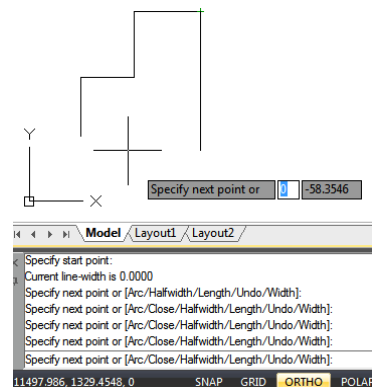 Y
X
Specify next point or 0 -58.3546
Model Layout1 Layout2
Specify start point:
Current line-width is 0.0000
Specify next point or [Arc/Halfwidth/Length/Undo/Width]:
Specify next point or [Arc/Close/Halfwidth/Length/Undo/Width]:
Specify next point or [Arc/Close/Halfwidth/Length/Undo/Width]:
Specify next point or [Arc/Close/Halfwidth/Length/Undo/Width]:
Specify next point or [Arc/Close/Halfwidth/Length/Undo/Width]:
11497.986, 1329.4548, 0 SNAP GRID ORTHO POLAR